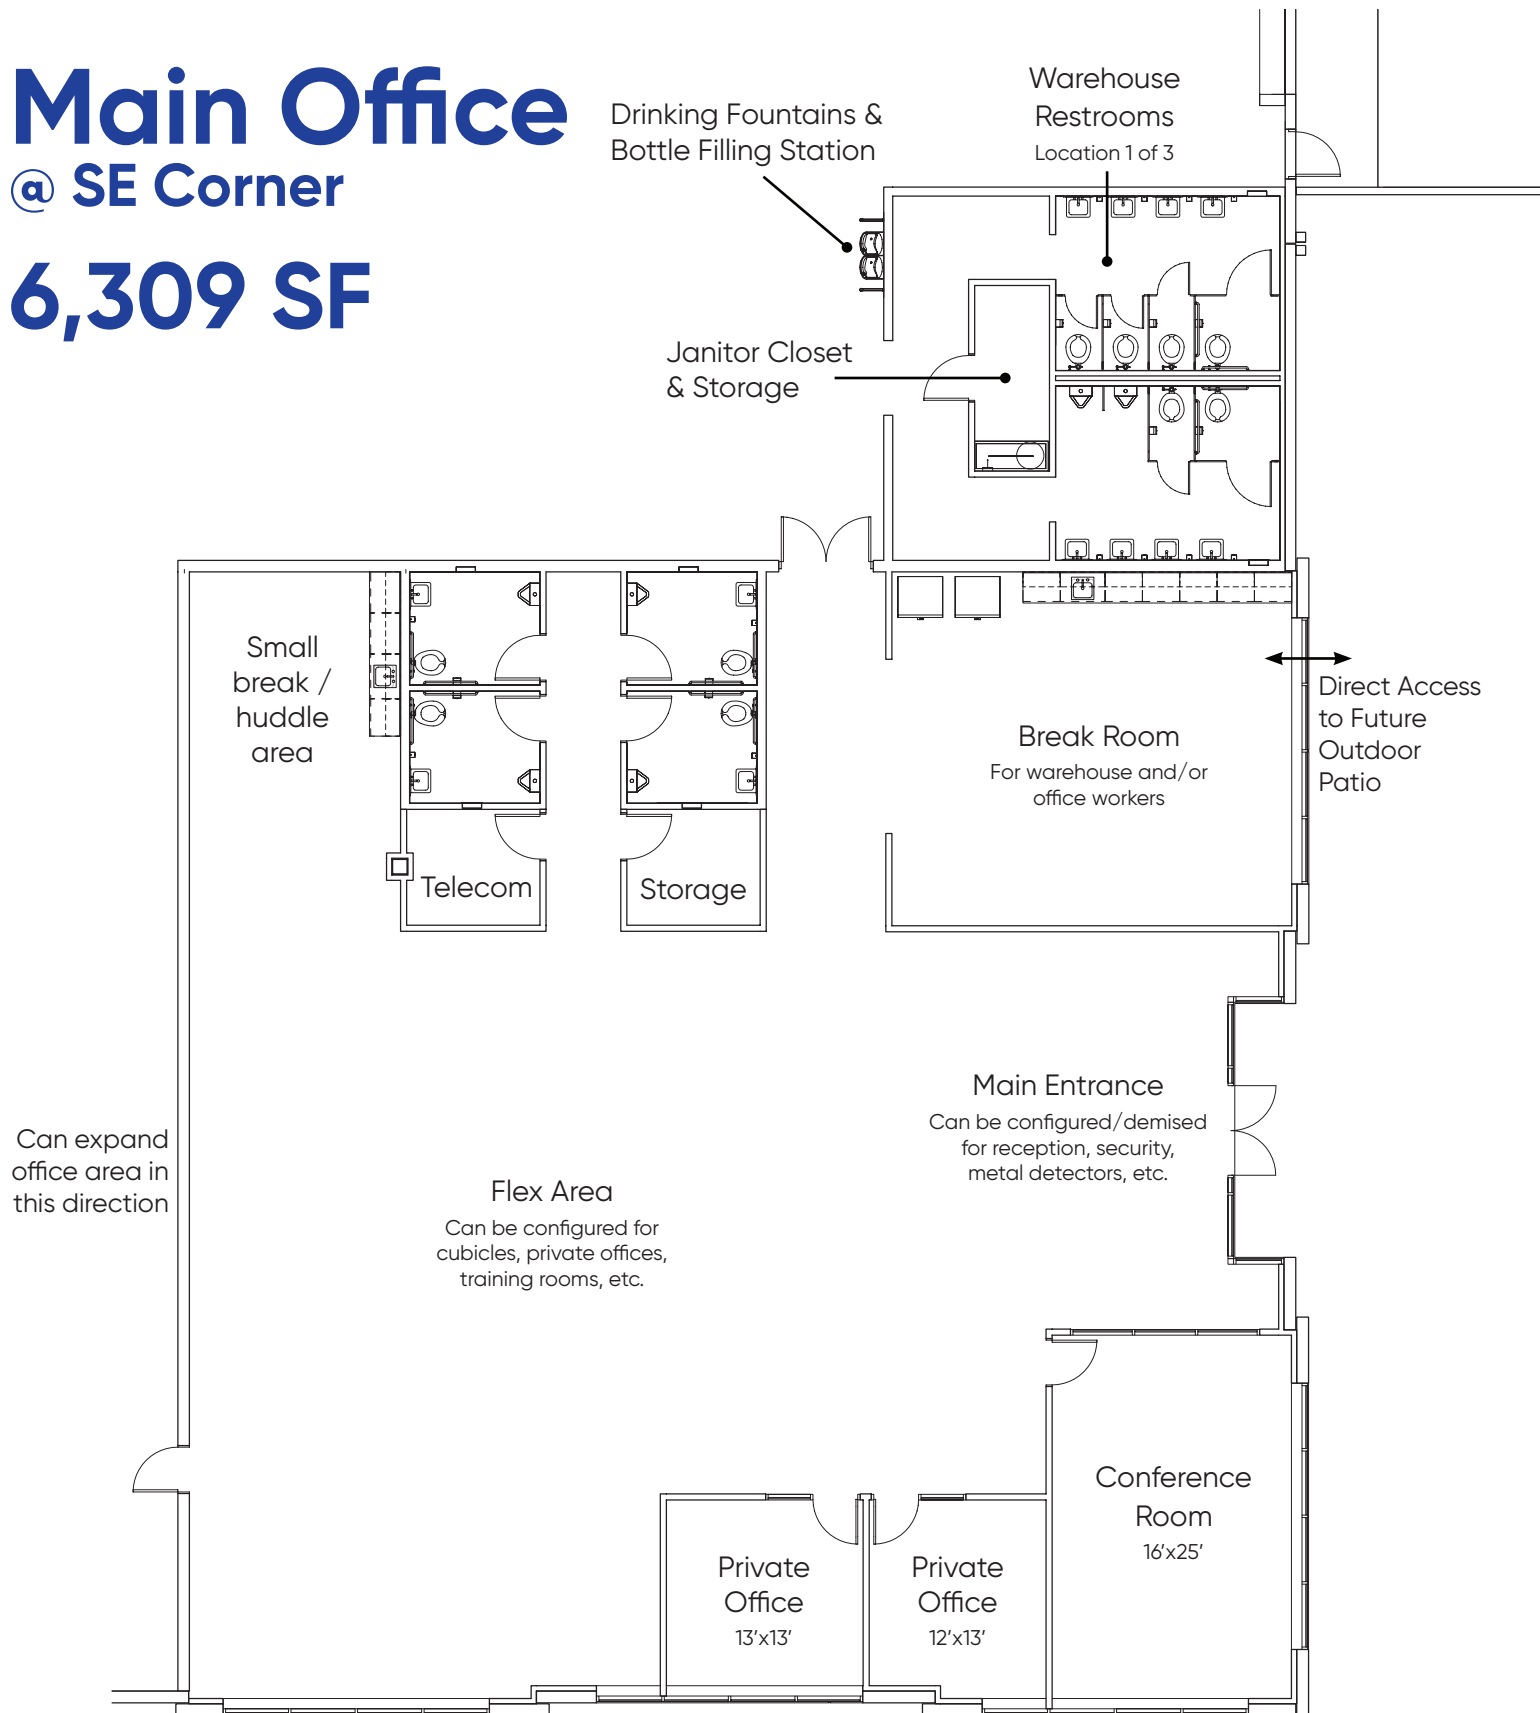 Main Office
@ SE Corner
6,309 SF
Drinking Fountains &
Bottle Filling Station
Warehouse
Restrooms
Location 1 of 3
Janitor Closet
& Storage
Small
break /
huddle
area
Telecom
Storage
Break Room
For warehouse and/or
office workers
Direct Access
to Future
Outdoor
Patio
Main Entrance
Can be configured/demised
for reception, security,
metal detectors, etc.
Can expand
office area in
this direction
Flex Area
Can be configured for
cubicles, private offices,
training rooms, etc.
Conference
Room
16’x25’
Private
Office
13’x13’
Private
Office
12’x13’